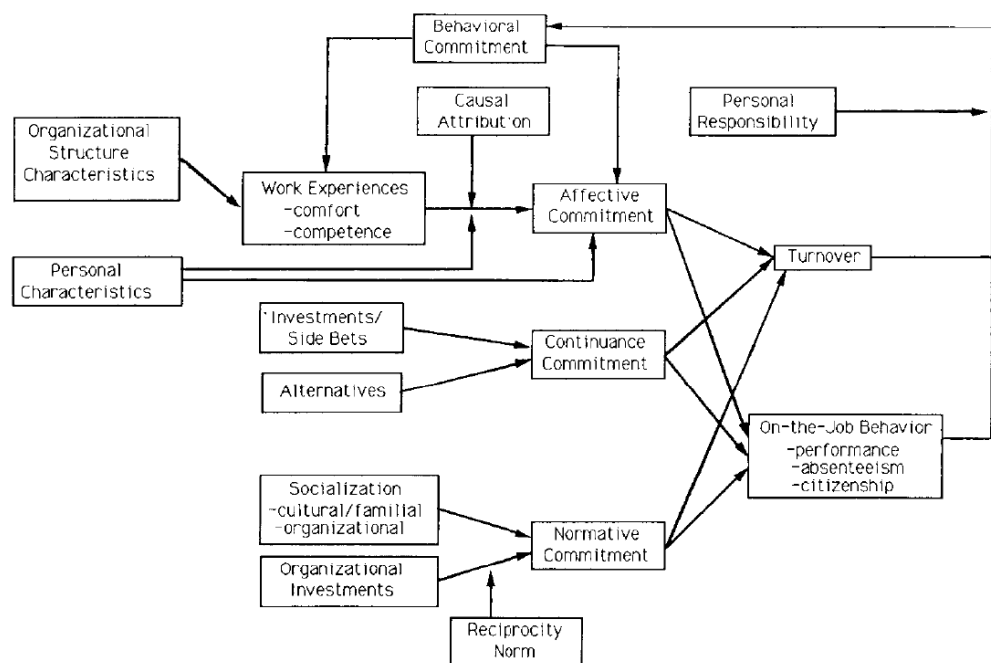 Behavioral
Commitment
Causal
Attribution
Personal
Responsibility
Organizational
Structure
Characteristics
Work Experiences
-comfort
-competence
Affective
Commitment
Turnover
Personal
Characteristics
Investments/
Side Bets
Continuance
Commitment
Alternatives
On-the-Job Behavior
-performance
-absenteeism
-citizenship
Socialization
-cultural/familial
-organizational
Normative
Commitment
Organizational
Investments
Reciprocity
Norm